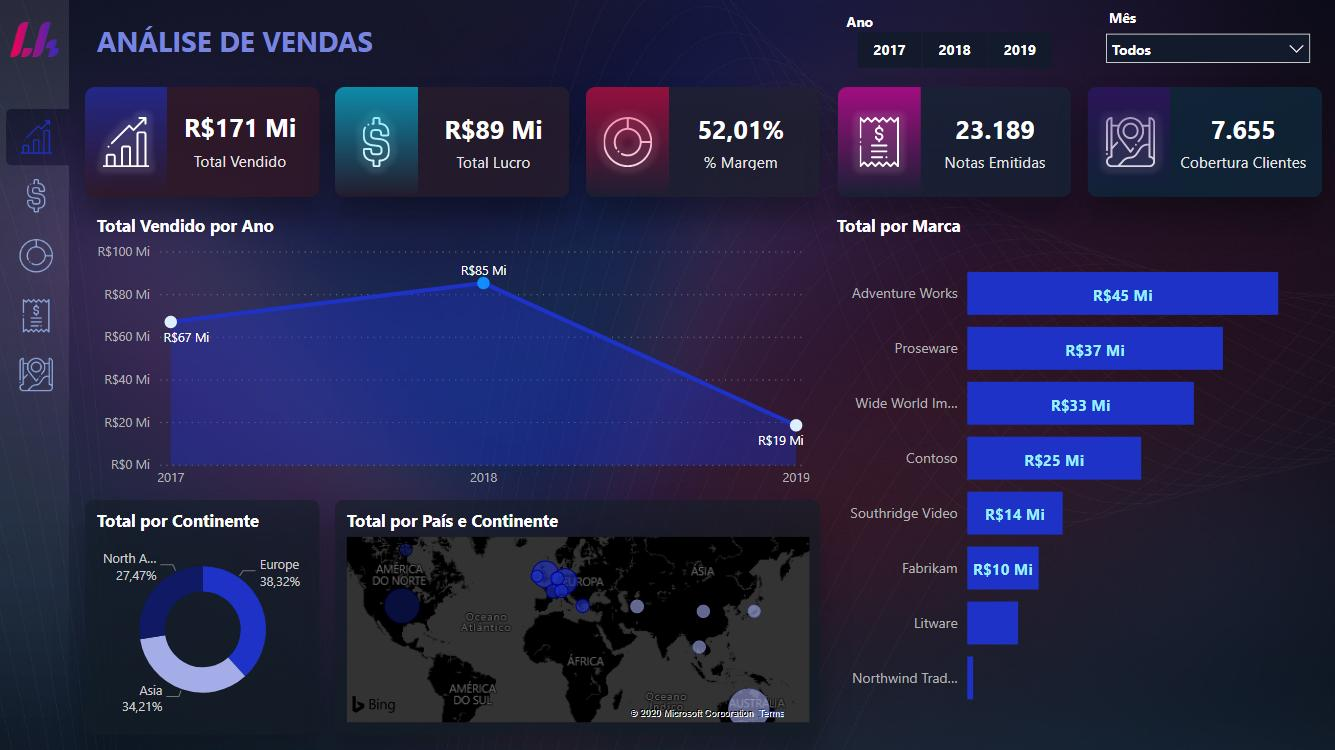 ANÁLISE DE VENDAS
Ano
2017 2018 2019
Mês
Todos
R$171 Mi
Total Vendido
R$89 Mi
Total Lucro
52,01%
% Margem
23.189
Notas Emitidas
7.655
Cobertura Clientes
Total Vendido por Ano
R$100 Mi
R$80 Mi
R$60 Mi
R$40 Mi
R$20 Mi
R$0 Mi
R$67 Mi
R$85 Mi
R$19 Mi
2017 2018 2019
Total por Marca
Adventure Works R$45 Mi
Proseware R$37 Mi
Wide World Im... R$33 Mi
Contoso R$25 Mi
Southridge Video R$14 Mi
Fabrikam R$10 Mi
Litware
Northwind Trad...
Total por Continente
North A...
27,47%
Europe
38,32%
Asia
34,21%
Total por País e Continente
AMÉRICA
DO NORTE
EUROPA
ÁSIA
Oceano
Atlântico
ÁFRICA
AMÉRICA
DO SUL
Oceano
Índico
AUSTRÁLIA
Bing
© 2020 Microsoft Corporation Terms